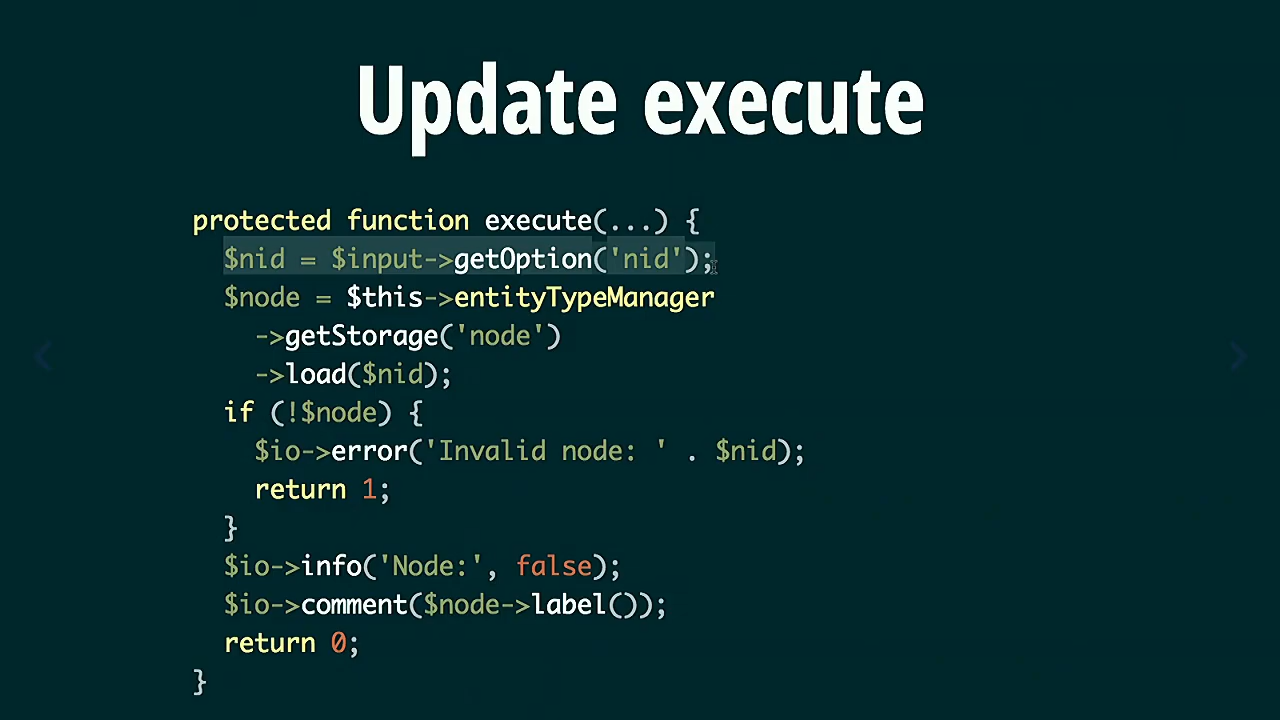 Update execute
protected function execute(...) {
$nid = $input->getOption('nid');
$node = $this->entityTypeManager
->getStorage('node')
->load($nid);
if (!$node) {
$io->error('Invalid node: ' . $nid);
return 1;
}
$io->info('Node:', false);
$io->comment($node->label());
return 0;
}